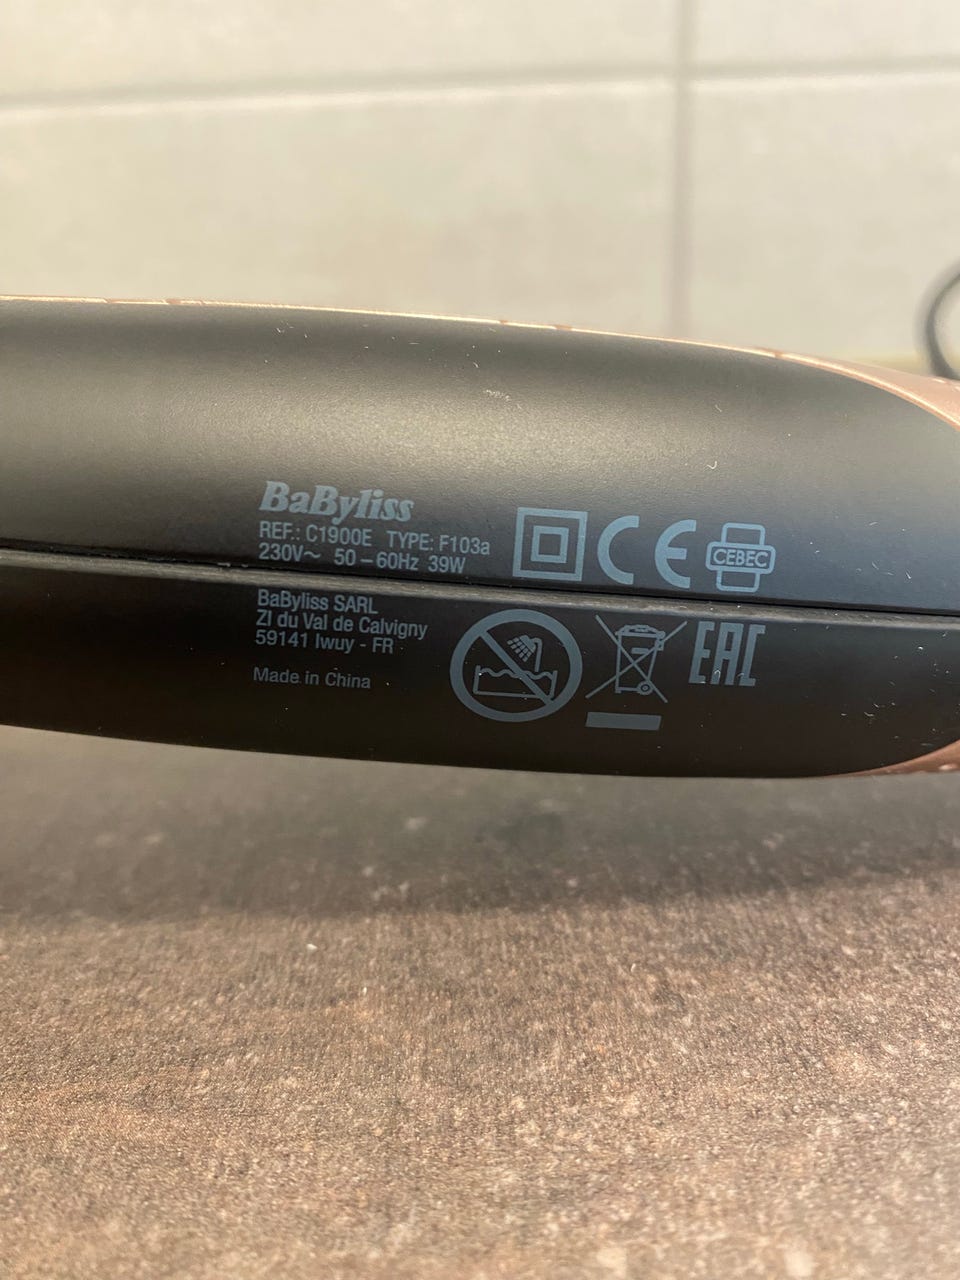 BaByliss
REF.: C1900E TYPE: F103a
230V~ 50-60Hz 39W
CE
CEBEC
BaByliss SARL
ZI du Val de Calvigny
59141 Iwuy - FR
Made in China
EAC